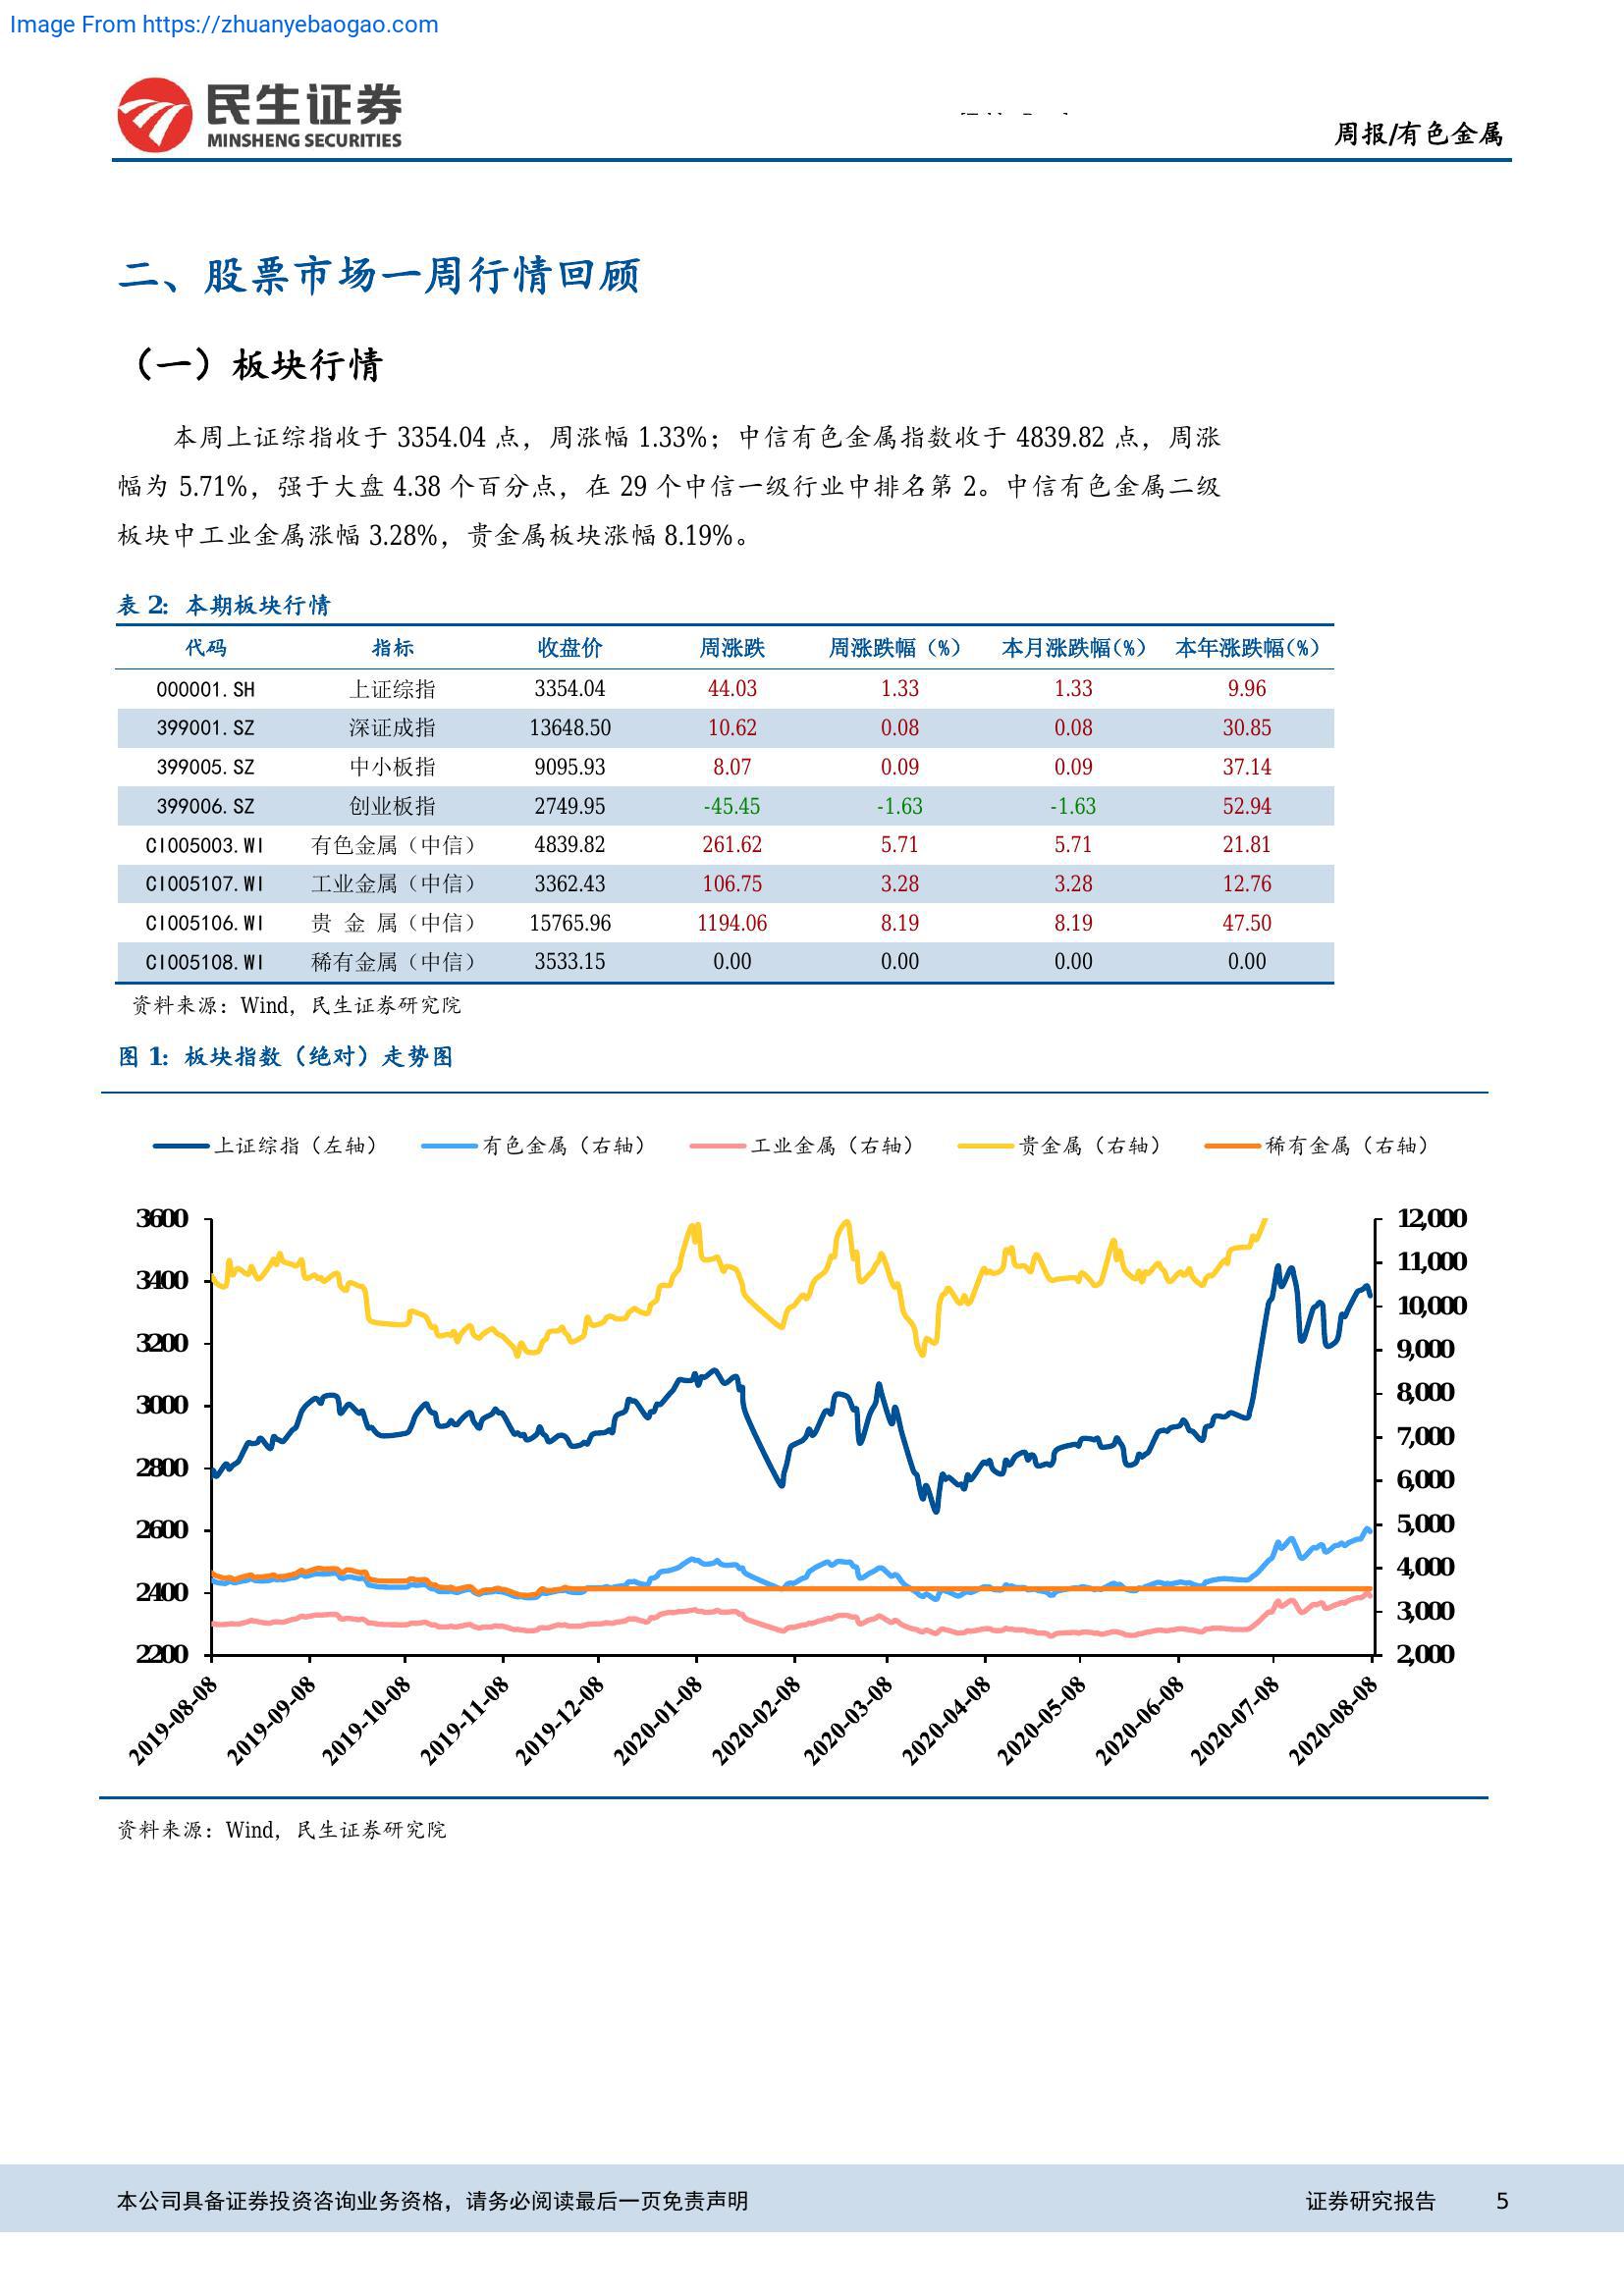 Image From https://zhuanyebaogao.com
民生证券
MINSHENG SECURITIES
周报/有色金属
二、股票市场一周行情回顾
（一）板块行情
本周上证综指收于 3354.04 点，周涨幅 1.33%；中信有色金属指数收于 4839.82 点，周涨
幅为 5.71%，强于大盘 4.38 个百分点，在 29 个中信一级行业中排名第 2。中信有色金属二级
板块中工业金属涨幅 3.28%，贵金属板块涨幅 8.19%。
表 2: 本期板块行情
代码 指标 收盘价 周涨跌 周涨跌幅（%） 本月涨跌幅(%) 本年涨跌幅(%)
000001.SH 上证综指 3354.04 44.03 1.33 1.33 9.96
399001.SZ 深证成指 13648.50 10.62 0.08 0.08 30.85
399005.SZ 中小板指 9095.93 8.07 0.09 0.09 37.14
399006.SZ 创业板指 2749.95 -45.45 -1.63 -1.63 52.94
CI005003.WI 有色金属（中信） 4839.82 261.62 5.71 5.71 21.81
CI005107.WI 工业金属（中信） 3362.43 106.75 3.28 3.28 12.76
CI005106.WI 贵 金 属（中信） 15765.96 1194.06 8.19 8.19 47.50
CI005108.WI 稀有金属（中信） 3533.15 0.00 0.00 0.00 0.00
资料来源：Wind，民生证券研究院
图 1: 板块指数（绝对）走势图
上证综指（左轴） 有色金属（右轴） 工业金属（右轴） 贵金属（右轴） 稀有金属（右轴）
3600
3400
3200
3000
2800
2600
2400
2200
12,000
11,000
10,000
9,000
8,000
7,000
6,000
5,000
4,000
3,000
2,000
2019-08-08
2019-09-08
2019-10-08
2019-11-08
2019-12-08
2020-01-08
2020-02-08
2020-03-08
2020-04-08
2020-05-08
2020-06-08
2020-07-08
2020-08-08
资料来源：Wind，民生证券研究院
本公司具备证券投资咨询业务资格，请务必阅读最后一页免责声明 证券研究报告 5